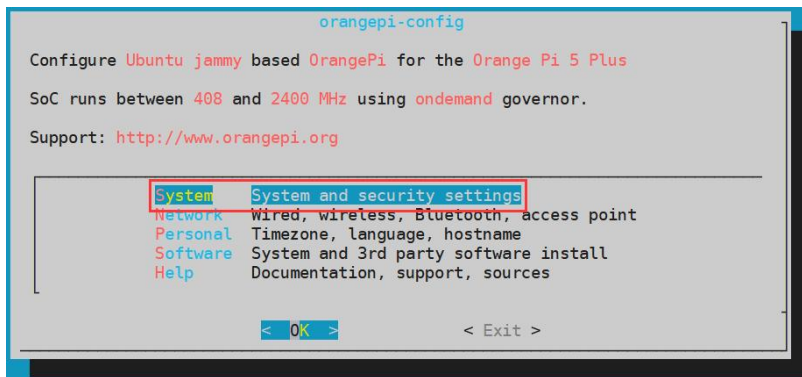 orangepi-config
Configure Ubuntu jammy based OrangePi for the Orange Pi 5 Plus
SoC runs between 408 and 2400 MHz using ondemand governor.
Support: http://www.orangepi.org
System System and security settings
Network Wired, wireless, Bluetooth, access point
Personal Timezone, language, hostname
Software System and 3rd party software install
Help Documentation, support, sources
< OK > < Exit >